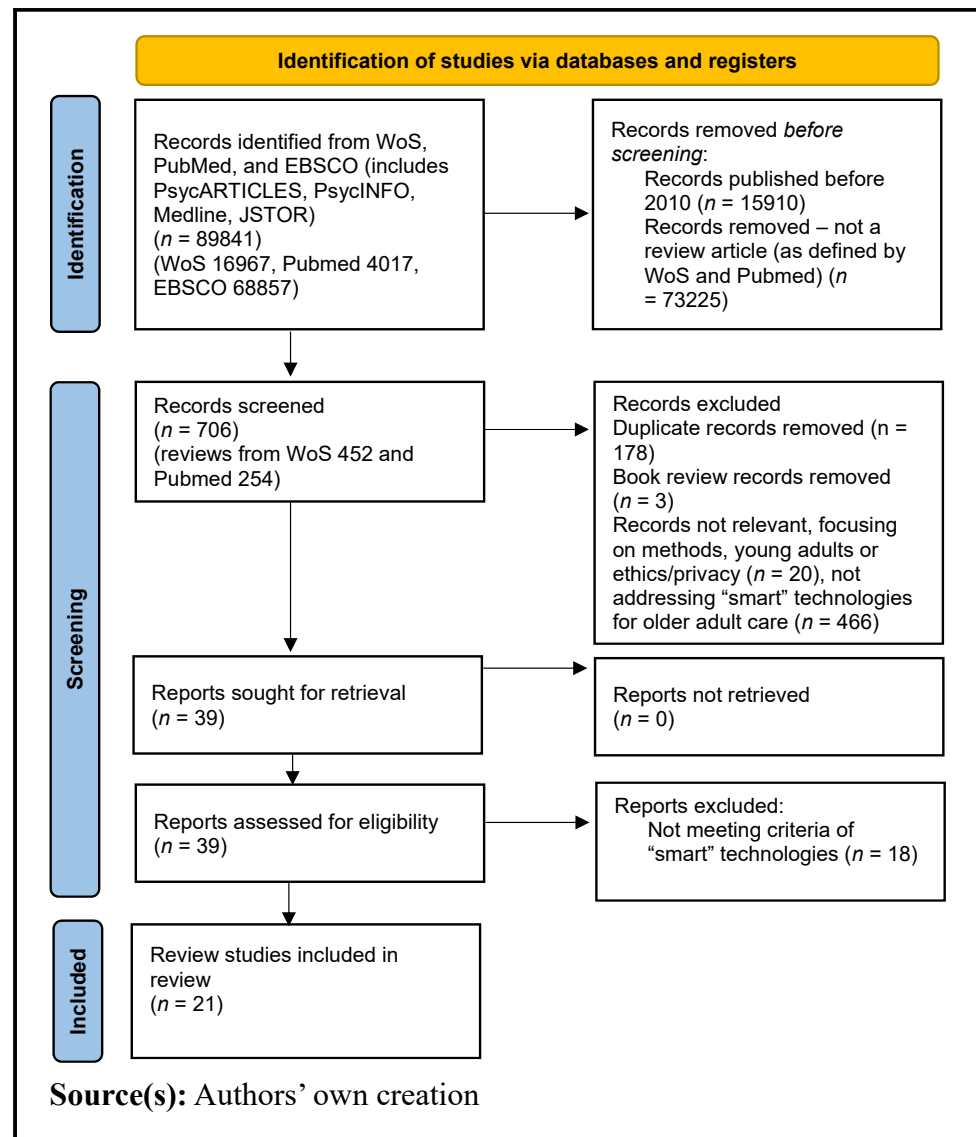 Identification of studies via databases and registers
Identification
Records identified from WoS,
PubMed, and EBSCO (includes
PsycARTICLES, PsycINFO,
Medline, JSTOR)
(n = 89841)
(WoS 16967, Pubmed 4017,
EBSCO 68857)
Records removed before
screening:
Records published before
2010 (n = 15910)
Records removed – not a
review article (as defined by
WoS and Pubmed) (n
= 73225)
Screening
Records screened
(n = 706)
(reviews from WoS 452 and
Pubmed 254)
Records excluded
Duplicate records removed (n =
178)
Book review records removed
(n = 3)
Records not relevant, focusing
on methods, young adults or
ethics/privacy (n = 20), not
addressing “smart” technologies
for older adult care (n = 466)
Reports sought for retrieval
(n = 39)
Reports not retrieved
(n = 0)
Reports assessed for eligibility
(n = 39)
Reports excluded:
Not meeting criteria of
“smart” technologies (n = 18)
Included
Review studies included in
review
(n = 21)
Source(s): Authors’ own creation